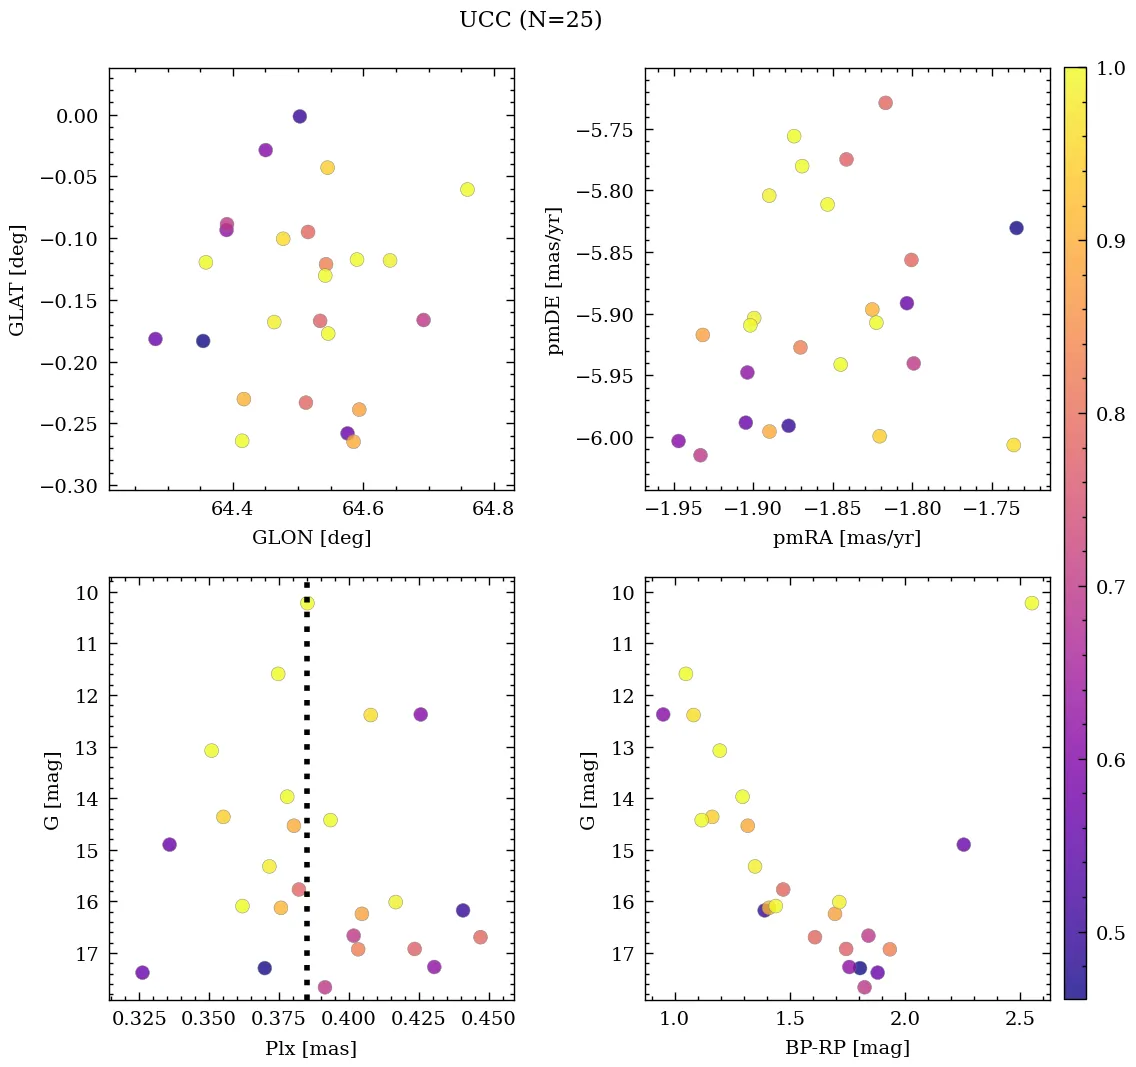 UCC (N=25)
0.00
−0.05
−0.10
−0.15
−0.20
−0.25
−0.30
GLAT [deg]
64.4 64.6 64.8
GLON [deg]
−5.75
−5.80
−5.85
−5.90
−5.95
−6.00
pmDE [mas/yr]
−1.95 −1.90 −1.85 −1.80 −1.75
pmRA [mas/yr]
10
11
12
13
14
15
16
17
G [mag]
0.325 0.350 0.375 0.400 0.425 0.450
Plx [mas]
10
11
12
13
14
15
16
17
G [mag]
1.0 1.5 2.0 2.5
BP-RP [mag]
1.0
0.9
0.8
0.7
0.6
0.5